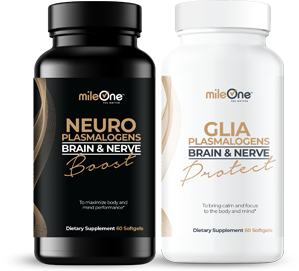 mileOne
NEURO
PLASMALOGENS
BRAIN & NERVE
Boost
To maximize body and
mind performance*
Dietary Supplement 60 Softgels
mileOne
GLIA
PLASMALOGENS
BRAIN & NERVE
Protect
To bring calm and focus
to the body and mind*
Dietary Supplement 60 Softgels